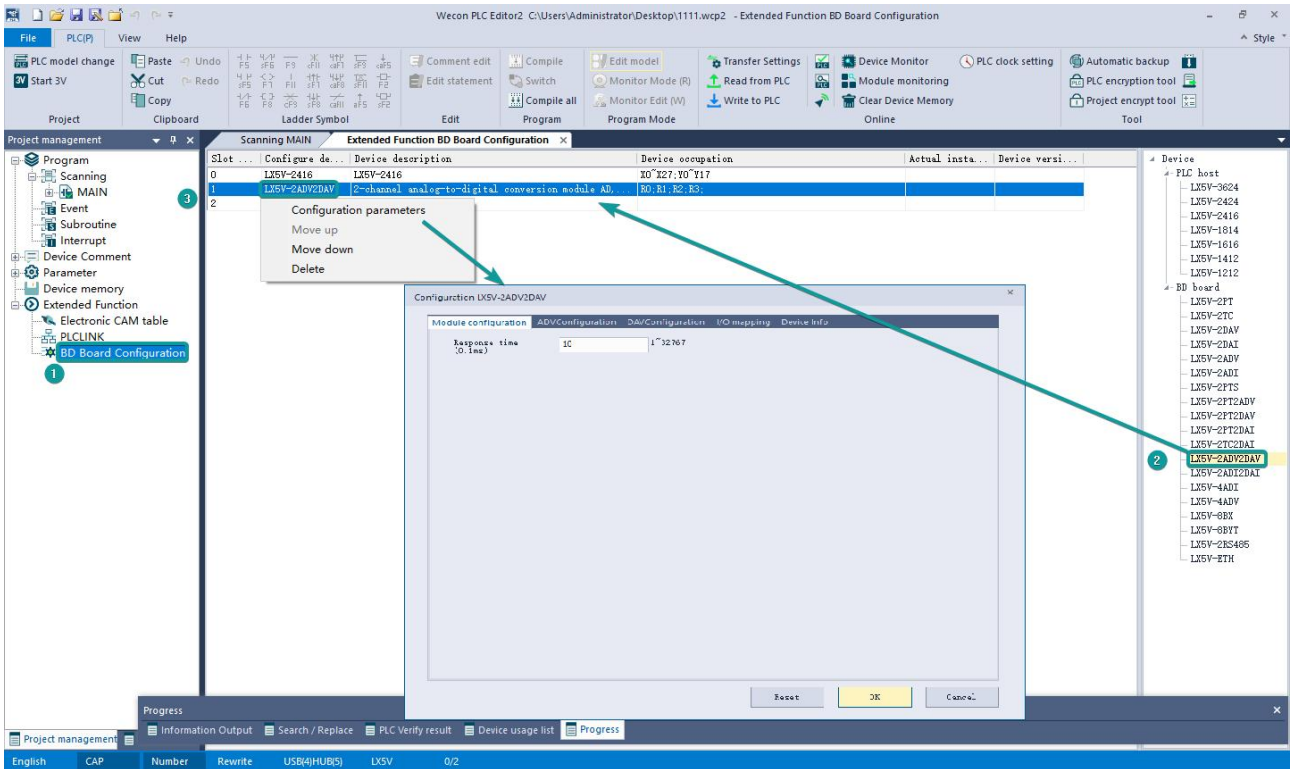 Wecon PLC Editor2 C:\Users\Administrator\Desktop\1111.wcp2 - Extended Function BD Board Configuration
File PLC(P) View Help
^ Style
PLC model change
Start 3V
Project
Paste
Undo
Cut
Redo
Copy
Clipboard
Ladder Symbol
Comment edit
Edit statement
Edit
Compile
Switch
Compile all
Program
Edit model
Monitor Mode (R)
Monitor Edit (W)
Program Mode
Transfer Settings
Read from PLC
Write to PLC
Device Monitor
Module monitoring
Clear Device Memory
PLC clock setting
Online
Automatic backup
PLC encryption tool
Project encrypt tool
Tool
Project management
Program
Scanning
MAIN
Event
Subroutine
Interrupt
Device Comment
Parameter
Device memory
Extended Function
Electronic CAM table
PLCLINK
BD Board Configuration
1
Project management
Scanning MAIN
Extended Function BD Board Configuration
Slot ... Configure de... Device description Device occupation Actual insta... Device versi...
0 LX5V-2416 LX5V-2416 X0~X27;Y0~Y17
1 LX5V-2ADV2DAV 2-channel analog-to-digital conversion module AD,... R0;R1;R2;R3;
2
3
Configuration parameters
Move up
Move down
Delete
Module configuration ADVConfiguration DAVConfiguration I/O mapping Device Info
Response time
(0.1ms)
1~32767
Reset OK Cancel
Device
PLC host
LX5V-3624
LX5V-2424
LX5V-2416
LX5V-1814
LX5V-1616
LX5V-1412
LX5V-1212
BD board
LX5V-2PT
LX5V-2TC
LX5V-2DAV
LX5V-2DAI
LX5V-2ADV
LX5V-2ADI
LX5V-2PTS
LX5V-2PT2ADV
LX5V-2PT2DAV
LX5V-2PT2DAI
LX5V-2TC2DAI
2
LX5V-2ADV2DAV
LX5V-2ADI2DAI
LX5V-4ADI
LX5V-4ADV
LX5V-8BX
LX5V-8BYT
LX5V-2RS485
LX5V-ETH
Progress
Information Output Search / Replace PLC Verify result Device usage list Progress
English CAP Number Rewrite USB(4)HUB(5) LX5V 0/2